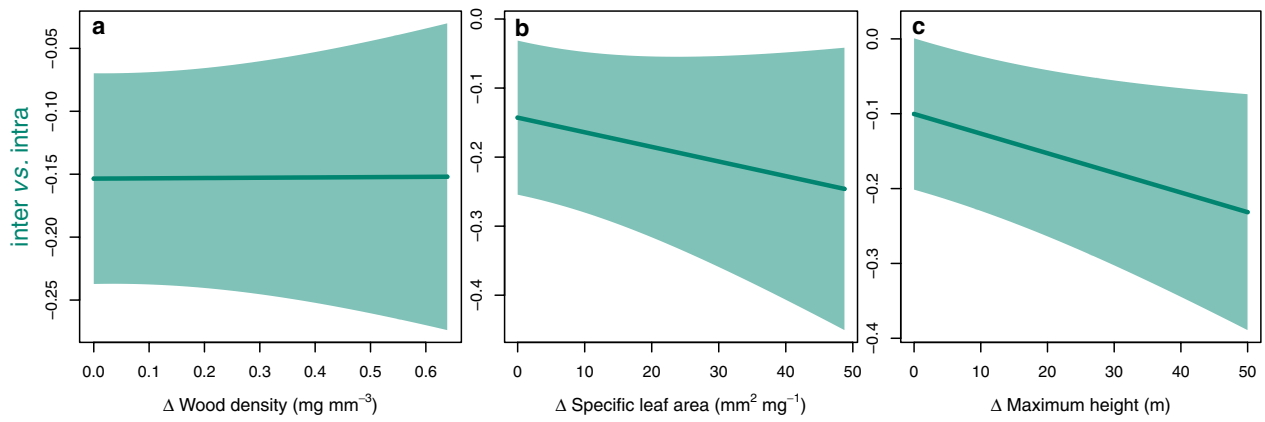 inter vs. intra
a
−0.05
−0.10
−0.15
−0.20
−0.25
0.0 0.1 0.2 0.3 0.4 0.5 0.6
Δ Wood density (mg mm⁻³)
b
0.0
−0.1
−0.2
−0.3
−0.4
0 10 20 30 40 50
Δ Specific leaf area (mm² mg⁻¹)
c
0.0
−0.1
−0.2
−0.3
−0.4
0 10 20 30 40 50
Δ Maximum height (m)